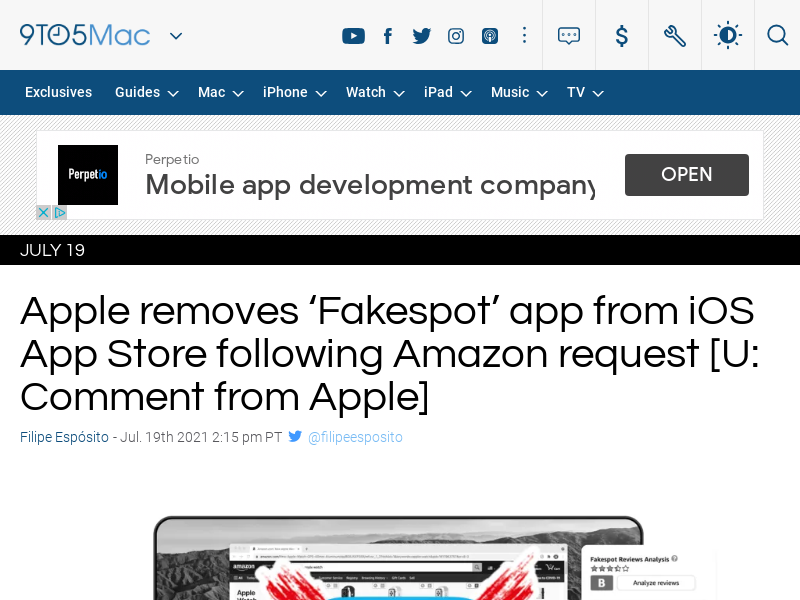 9TO5Mac
Exclusives Guides Mac iPhone Watch iPad Music TV
Perpetio
Perpetio
Mobile app development company
OPEN
JULY 19
Apple removes ‘Fakespot’ app from iOS
App Store following Amazon request [U:
Comment from Apple]
Filipe Espósito - Jul. 19th 2021 2:15 pm PT @filipeesposito
Fakespot Reviews Analysis
amazon
B Analyze reviews
Apple